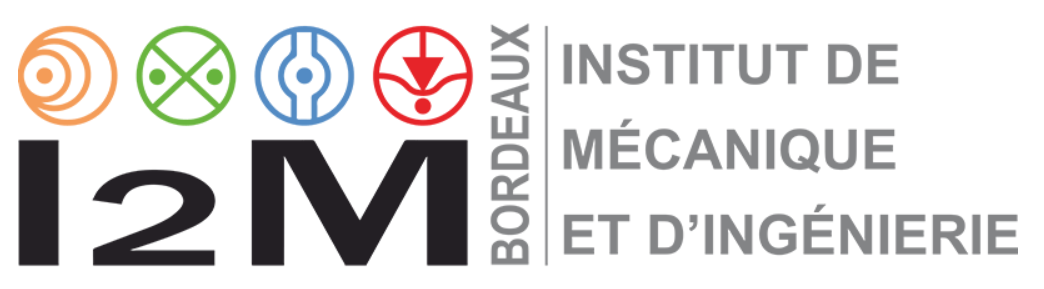 I2M
BORDEAUX
INSTITUT DE
MÉCANIQUE
ET D'INGÉNIERIE